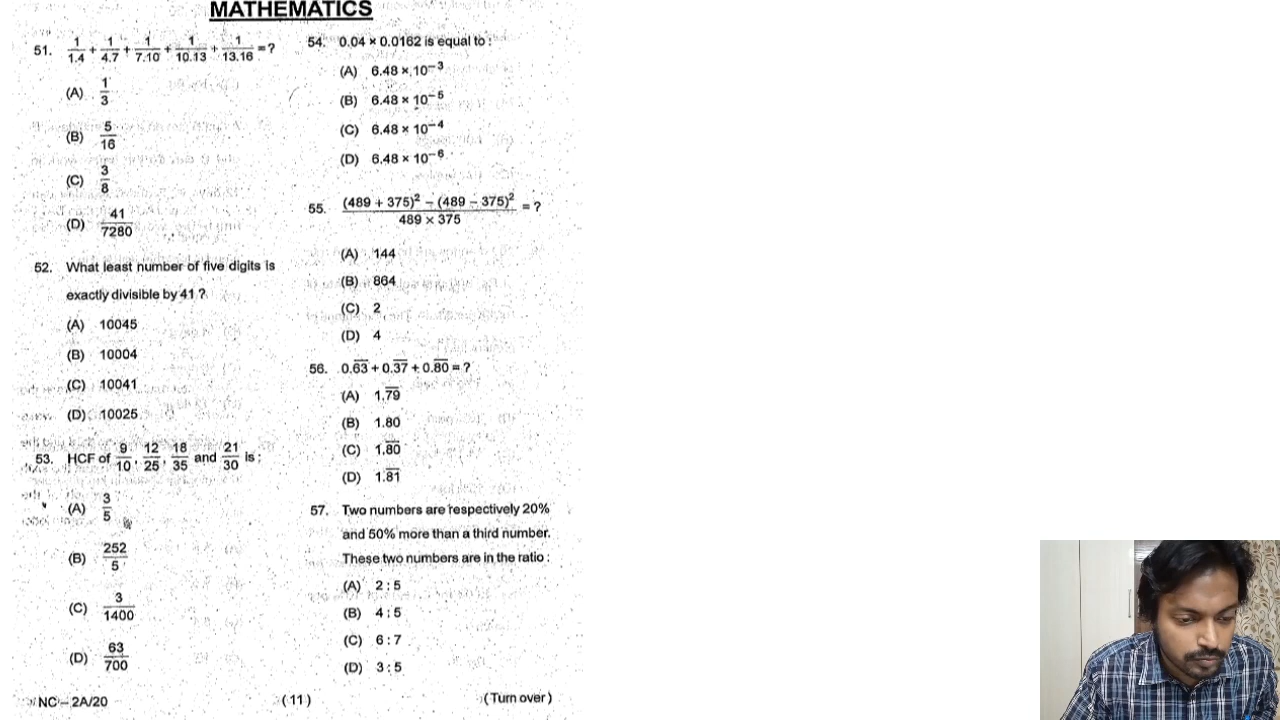 MATHEMATICS
51. 1/1.4 + 1/4.7 + 1/7.10 + 1/10.13 + 1/13.16 = ?
(A) 1/3
(B) 5/16
(C) 3/8
(D) 41/7280
52. What least number of five digits is
exactly divisible by 41 ?
(A) 10045
(B) 10004
(C) 10041
(D) 10025
53. HCF of 9/10, 12/25, 18/35 and 21/30 is :
(A) 3/5
(B) 252/5
(C) 3/1400
(D) 63/700
54. 0.04 × 0.0162 is equal to :
(A) 6.48 × 10⁻³
(B) 6.48 × 10⁻⁵
(C) 6.48 × 10⁻⁴
(D) 6.48 × 10⁻⁶
55. (489 + 375)² – (489 – 375)² / 489 × 375 = ?
(A) 144
(B) 864
(C) 2
(D) 4
56. 0.6̅3̅ + 0.3̅7̅ + 0.8̅0̅ = ?
(A) 1.7̅9̅
(B) 1.80
(C) 1.8̅0̅
(D) 1.8̅1̅
57. Two numbers are respectively 20%
and 50% more than a third number.
These two numbers are in the ratio :
(A) 2 : 5
(B) 4 : 5
(C) 6 : 7
(D) 3 : 5
NC – 2A/20
( 11 )
( Turn over )